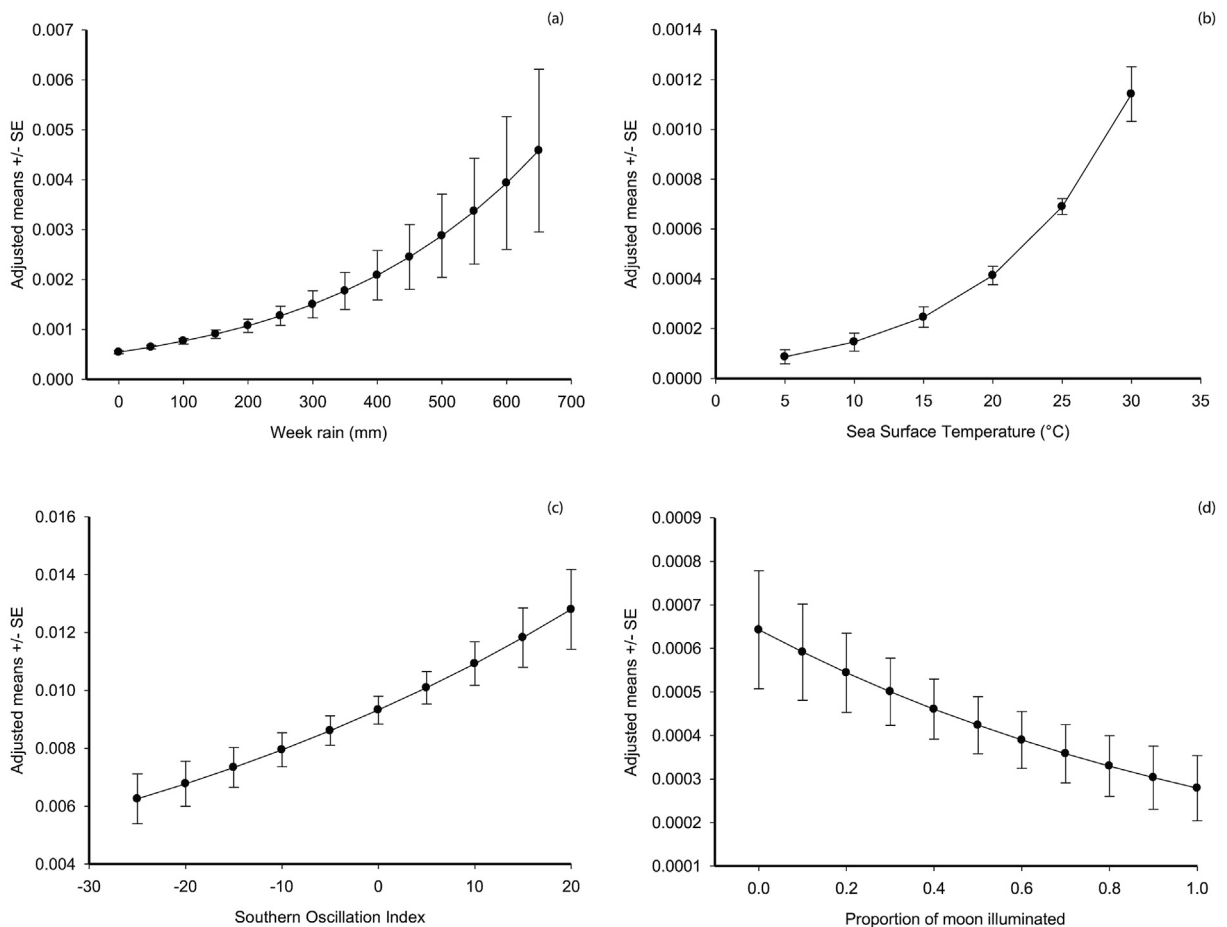 (a)
0.007
0.006
0.005
0.004
0.003
0.002
0.001
0.000
Adjusted means +/- SE
0 100 200 300 400 500 600 700
Week rain (mm)
(b)
0.0014
0.0012
0.0010
0.0008
0.0006
0.0004
0.0002
0.0000
Adjusted means +/- SE
0 5 10 15 20 25 30 35
Sea Surface Temperature (°C)
(c)
0.016
0.014
0.012
0.010
0.008
0.006
0.004
Adjusted means +/- SE
-30 -20 -10 0 10 20
Southern Oscillation Index
(d)
0.0009
0.0008
0.0007
0.0006
0.0005
0.0004
0.0003
0.0002
0.0001
Adjusted means +/- SE
0.0 0.2 0.4 0.6 0.8 1.0
Proportion of moon illuminated